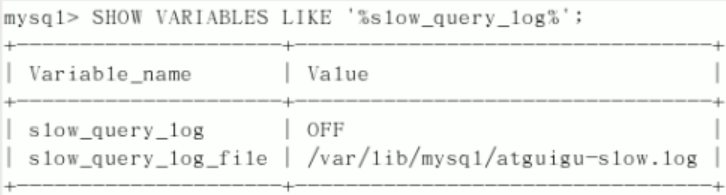 mysql> SHOW VARIABLES LIKE '%slow_query_log%';
+---------------------+-------------------------------+
| Variable_name | Value |
+---------------------+-------------------------------+
| slow_query_log | OFF |
| slow_query_log_file | /var/lib/mysql/atguigu-slow.log |
+---------------------+-------------------------------+